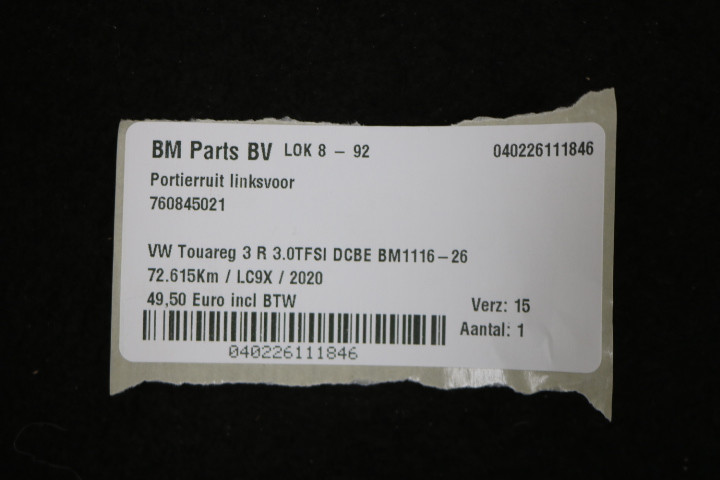 BM Parts BV LOK 8 - 92 040226111846
Portierruit linksvoor
760845021
VW Touareg 3 R 3.0TFSI DCBE BM1116-26
72.615Km / LC9X / 2020
49,50 Euro incl BTW Verz: 15
Aantal: 1
040226111846